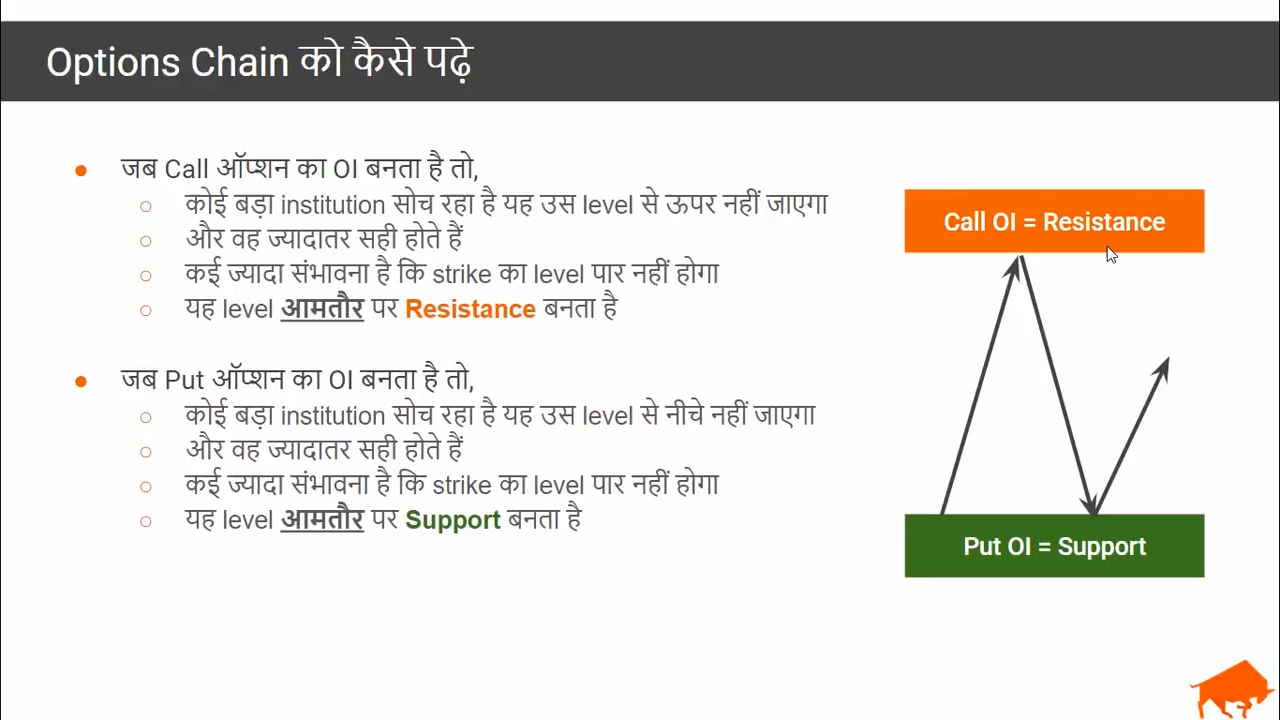 Options Chain को कैसे पढ़े
जब Call ऑप्शन का OI बनता है तो,
कोई बड़ा institution सोच रहा है यह उस level से ऊपर नहीं जाएगा
और वह ज्यादातर सही होते हैं
कई ज्यादा संभावना है कि strike का level पार नहीं होगा
यह level आमतौर पर Resistance बनता है
जब Put ऑप्शन का OI बनता है तो,
कोई बड़ा institution सोच रहा है यह उस level से नीचे नहीं जाएगा
और वह ज्यादातर सही होते हैं
कई ज्यादा संभावना है कि strike का level पार नहीं होगा
यह level आमतौर पर Support बनता है
Call OI = Resistance
Put OI = Support